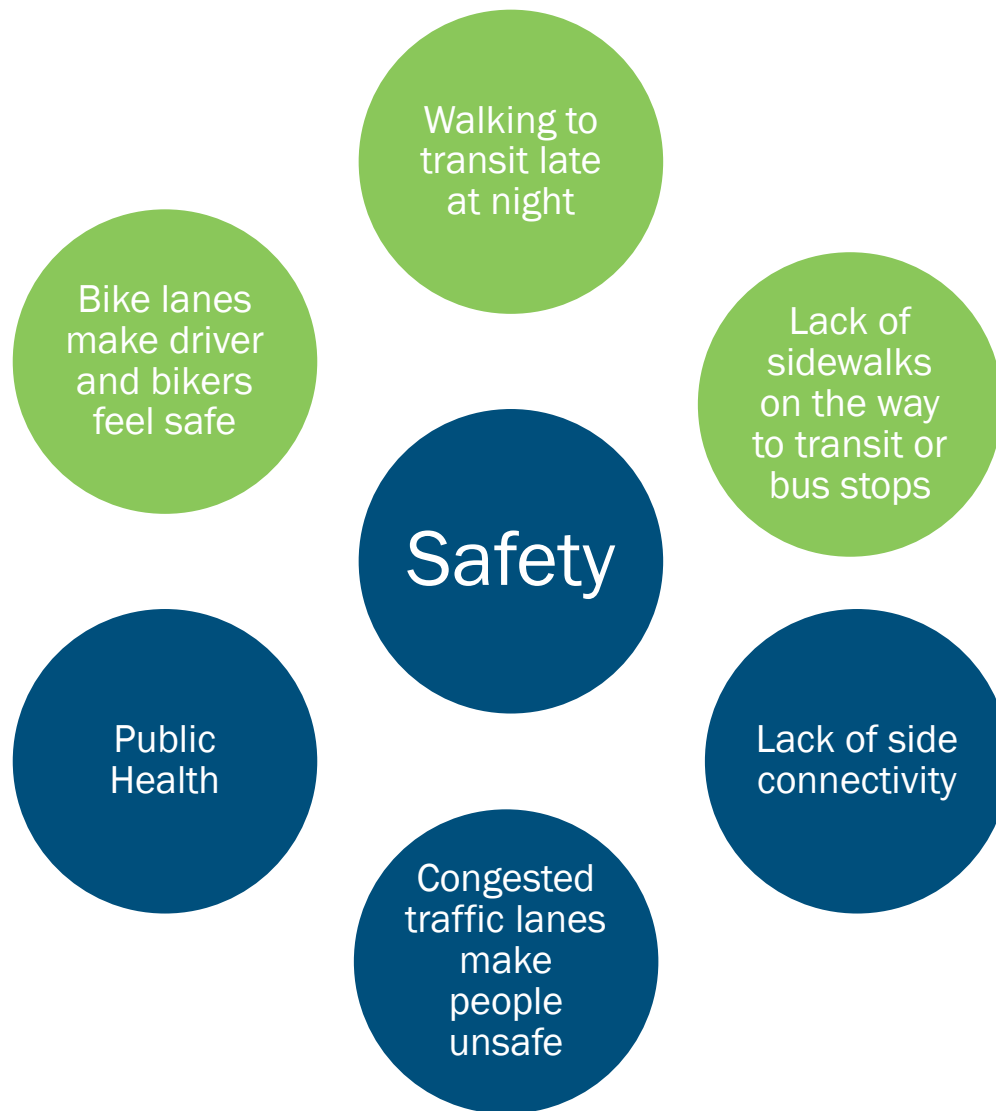 Walking to
transit late
at night
Bike lanes
make driver
and bikers
feel safe
Lack of
sidewalks
on the way
to transit or
bus stops
Safety
Public
Health
Lack of side
connectivity
Congested
traffic lanes
make
people
unsafe